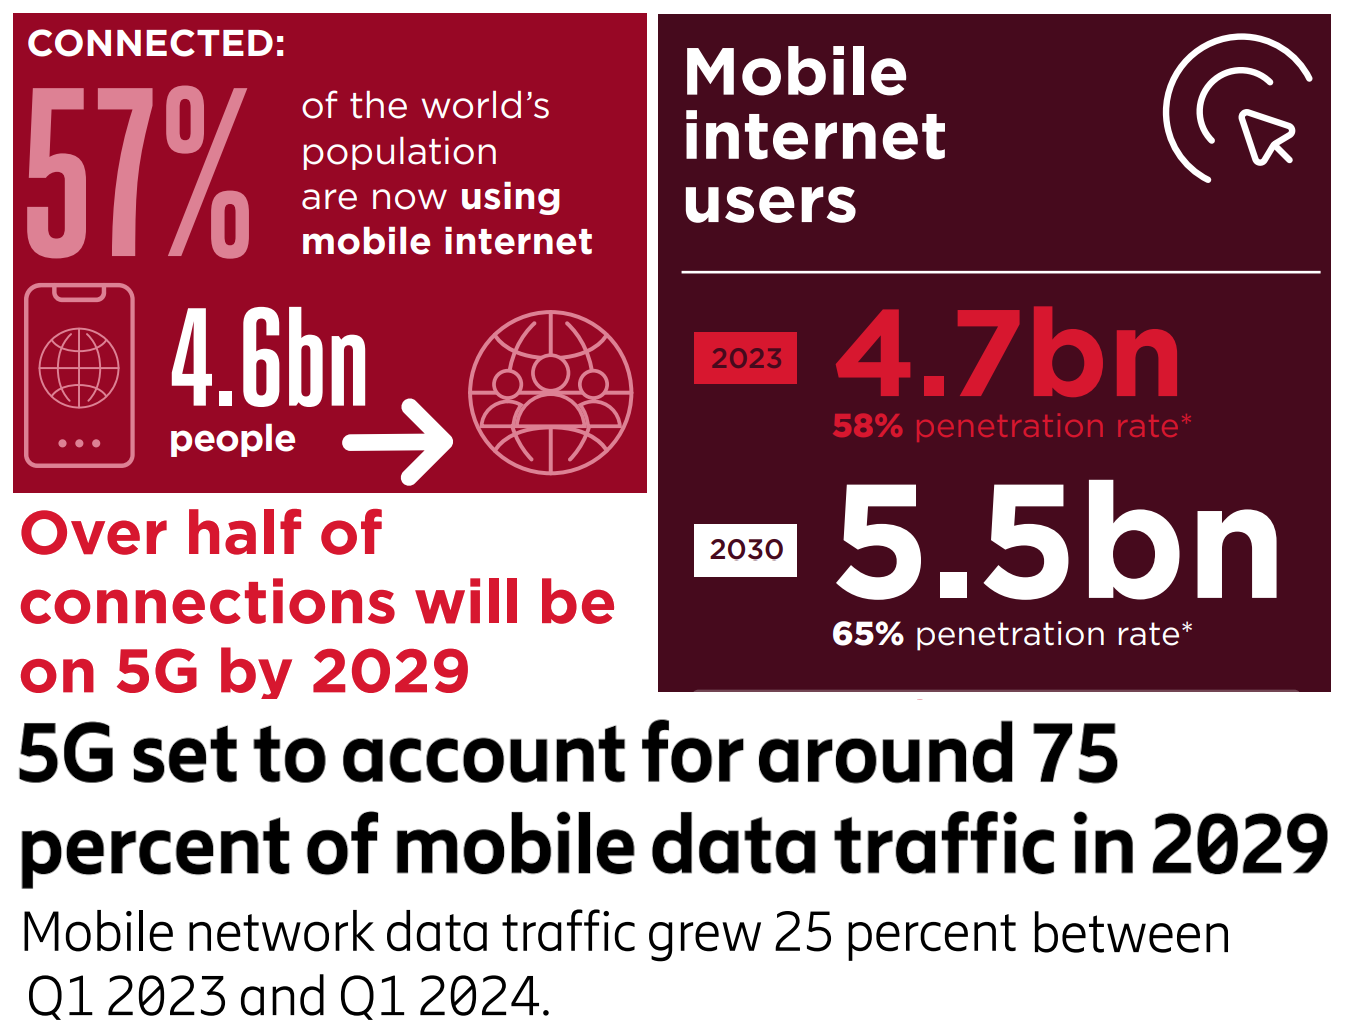 CONNECTED:
57%
of the world's
population
are now using
mobile internet
4.6bn
people
Over half of
connections will be
on 5G by 2029
Mobile
internet
users
2023
4.7bn
58% penetration rate*
2030
5.5bn
65% penetration rate*
5G set to account for around 75
percent of mobile data traffic in 2029
Mobile network data traffic grew 25 percent between
Q1 2023 and Q1 2024.